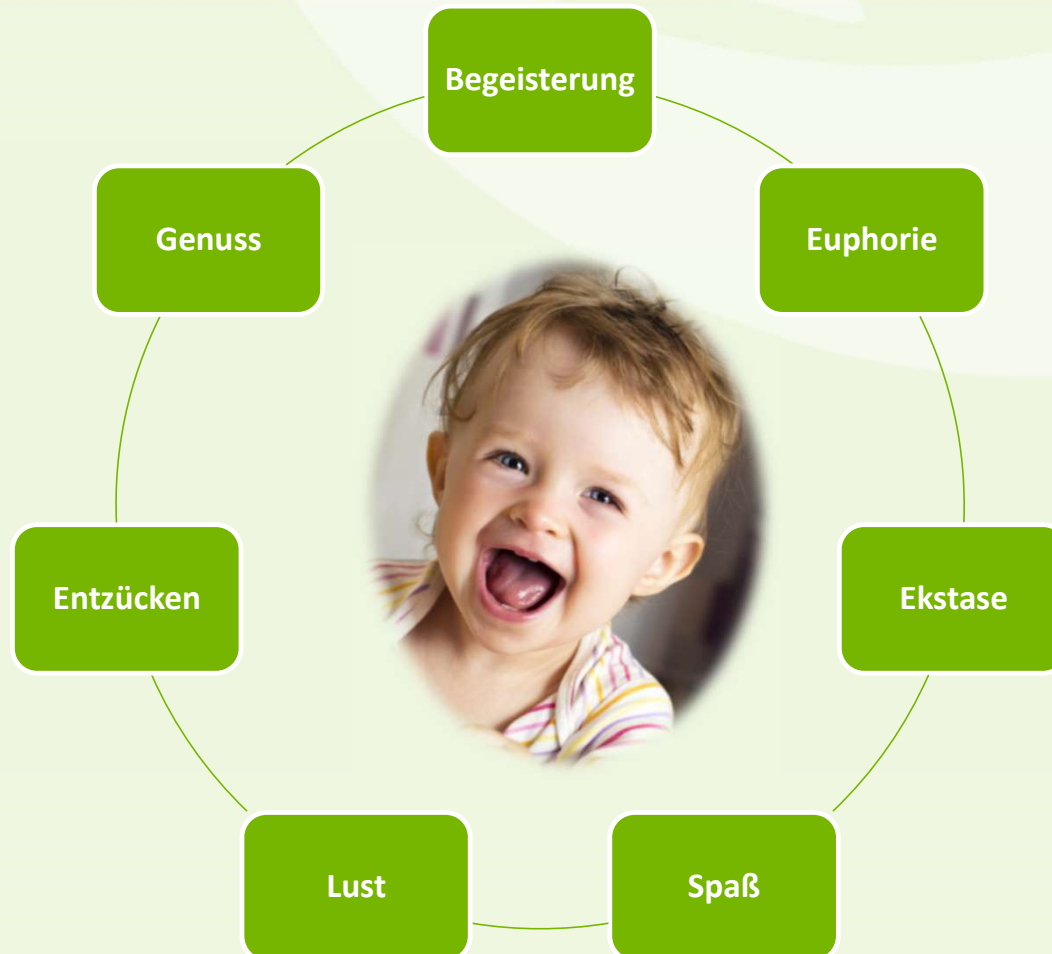 Begeisterung
Euphorie
Ekstase
Spaß
Lust
Entzücken
Genuss